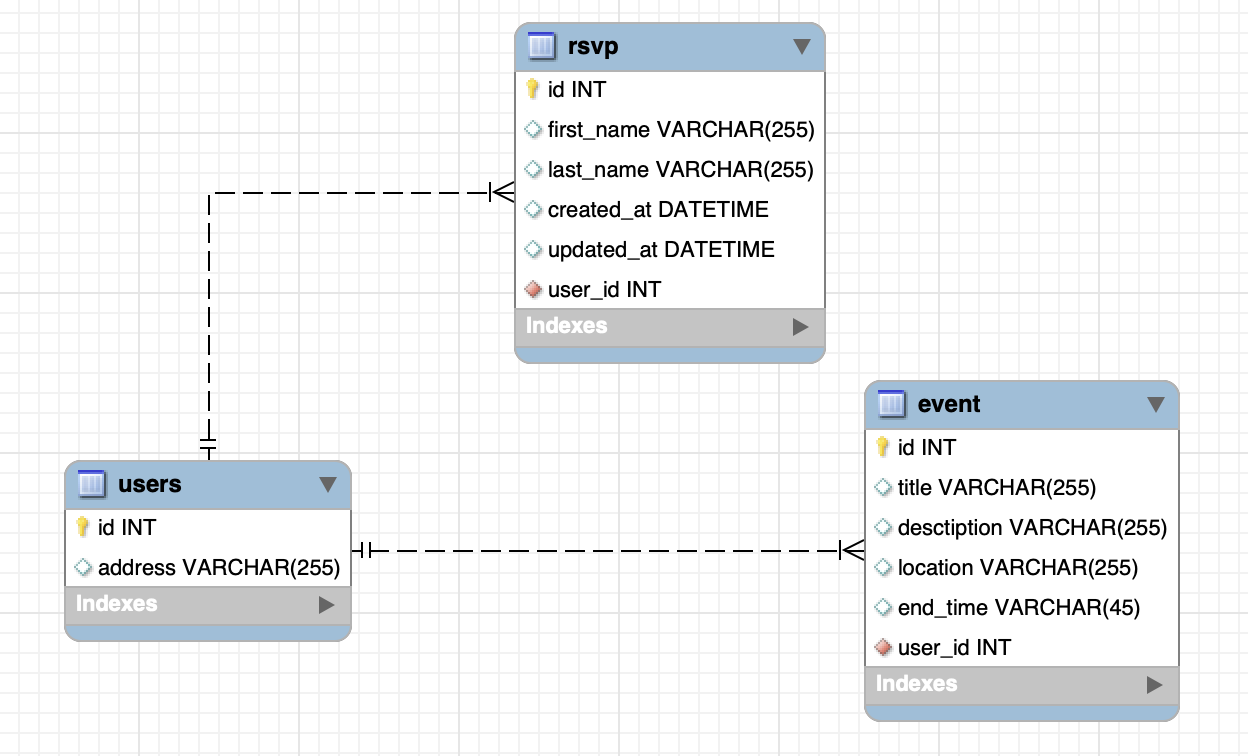 rsvp
id INT
first_name VARCHAR(255)
last_name VARCHAR(255)
created_at DATETIME
updated_at DATETIME
user_id INT
Indexes
users
id INT
address VARCHAR(255)
Indexes
event
id INT
title VARCHAR(255)
desctiption VARCHAR(255)
location VARCHAR(255)
end_time VARCHAR(45)
user_id INT
Indexes